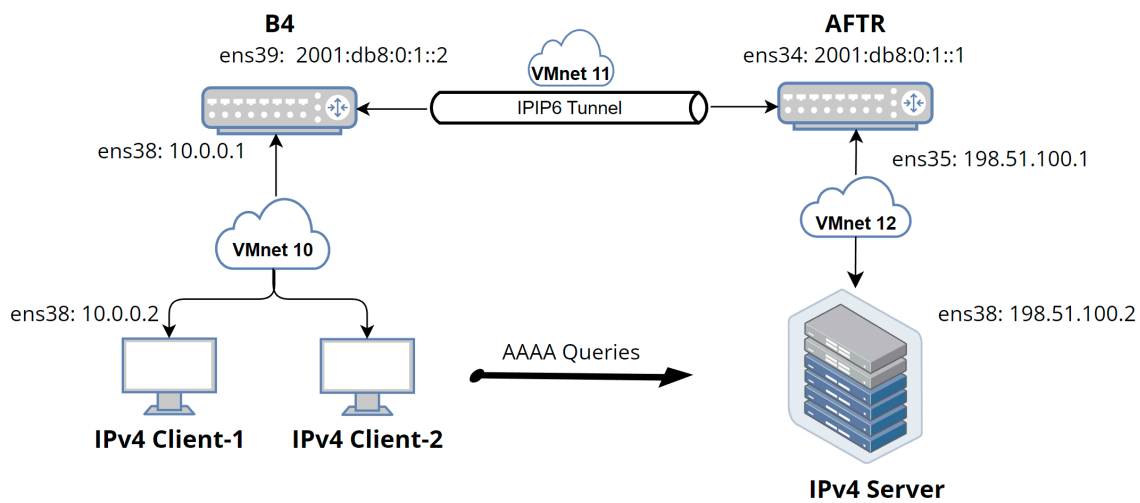 B4
AFTR
ens39:  2001:db8:0:1::2
ens34: 2001:db8:0:1::1
VMnet 11
IPIP6 Tunnel
ens38: 10.0.0.1
ens35: 198.51.100.1
VMnet 10
VMnet 12
ens38: 10.0.0.2
ens38: 198.51.100.2
AAAA Queries
IPv4 Client-1
IPv4 Client-2
IPv4 Server